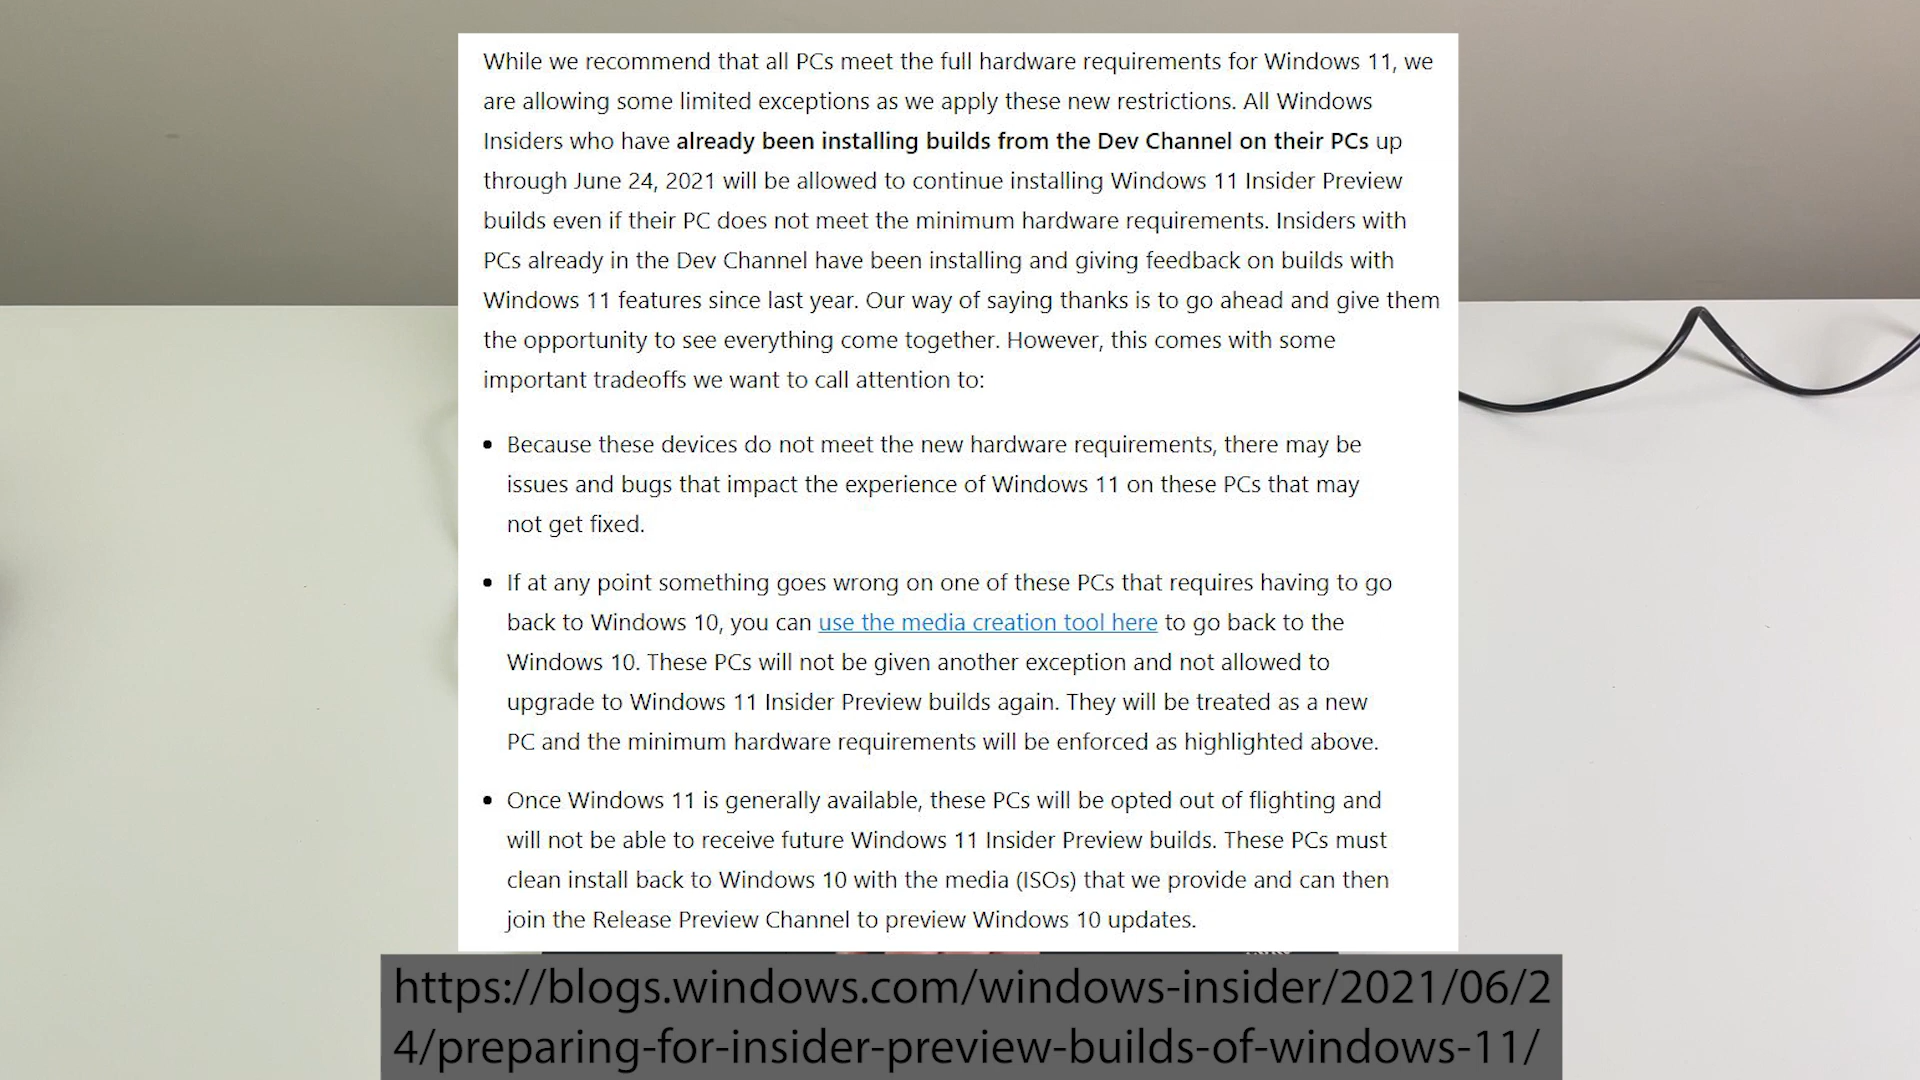 While we recommend that all PCs meet the full hardware requirements for Windows 11, we
are allowing some limited exceptions as we apply these new restrictions. All Windows
Insiders who have already been installing builds from the Dev Channel on their PCs up
through June 24, 2021 will be allowed to continue installing Windows 11 Insider Preview
builds even if their PC does not meet the minimum hardware requirements. Insiders with
PCs already in the Dev Channel have been installing and giving feedback on builds with
Windows 11 features since last year. Our way of saying thanks is to go ahead and give them
the opportunity to see everything come together. However, this comes with some
important tradeoffs we want to call attention to:
• Because these devices do not meet the new hardware requirements, there may be
issues and bugs that impact the experience of Windows 11 on these PCs that may
not get fixed.
• If at any point something goes wrong on one of these PCs that requires having to go
back to Windows 10, you can use the media creation tool here to go back to the
Windows 10. These PCs will not be given another exception and not allowed to
upgrade to Windows 11 Insider Preview builds again. They will be treated as a new
PC and the minimum hardware requirements will be enforced as highlighted above.
• Once Windows 11 is generally available, these PCs will be opted out of flighting and
will not be able to receive future Windows 11 Insider Preview builds. These PCs must
clean install back to Windows 10 with the media (ISOs) that we provide and can then
join the Release Preview Channel to preview Windows 10 updates.
https://blogs.windows.com/windows-insider/2021/06/2
4/preparing-for-insider-preview-builds-of-windows-11/